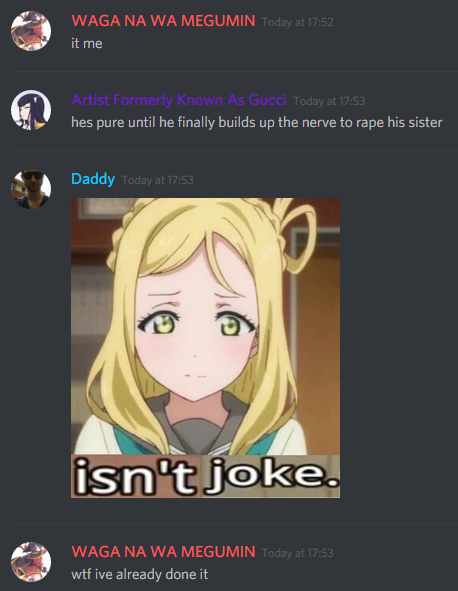 WAGA NA WA MEGUMIN Today at 17:52
it me
Artist Formerly Known As Gucci Today at 17:53
hes pure until he finally builds up the nerve to rape his sister
Daddy Today at 17:53
isn't joke.
WAGA NA WA MEGUMIN Today at 17:53
wtf ive already done it